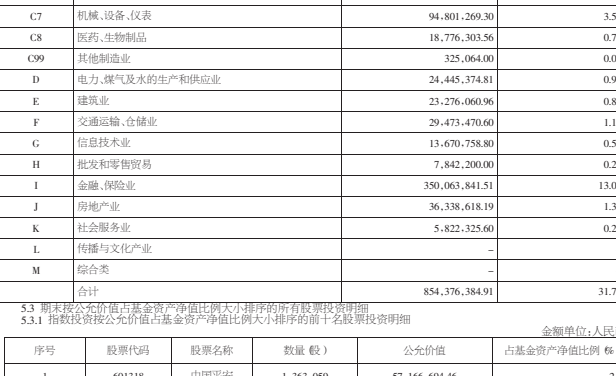 C7 机械、设备、仪表 94,801,269.30 3.5
C8 医药、生物制品 18,776,303.56 0.7
C99 其他制造业 325,064.00 0.0
D 电力、煤气及水的生产和供应业 24,445,374.81 0.9
E 建筑业 23,276,060.96 0.8
F 交通运输、仓储业 29,473,470.60 1.1
G 信息技术业 13,670,758.80 0.5
H 批发和零售贸易 7,842,200.00 0.2
I 金融、保险业 350,063,841.51 13.0
J 房地产业 36,338,618.19 1.3
K 社会服务业 5,822,325.60 0.2
L 传播与文化产业 –
M 综合类 –
合计 854,376,384.91 31.7
5.3 期末按公允价值占基金资产净值比例大小排序的所有股票投资明细
5.3.1 指数投资按公允价值占基金资产净值比例大小排序的前十名股票投资明细
金额单位:人民
序号 股票代码 股票名称 数量(股) 公允价值 占基金资产净值比例(%
1 601318 中国平安